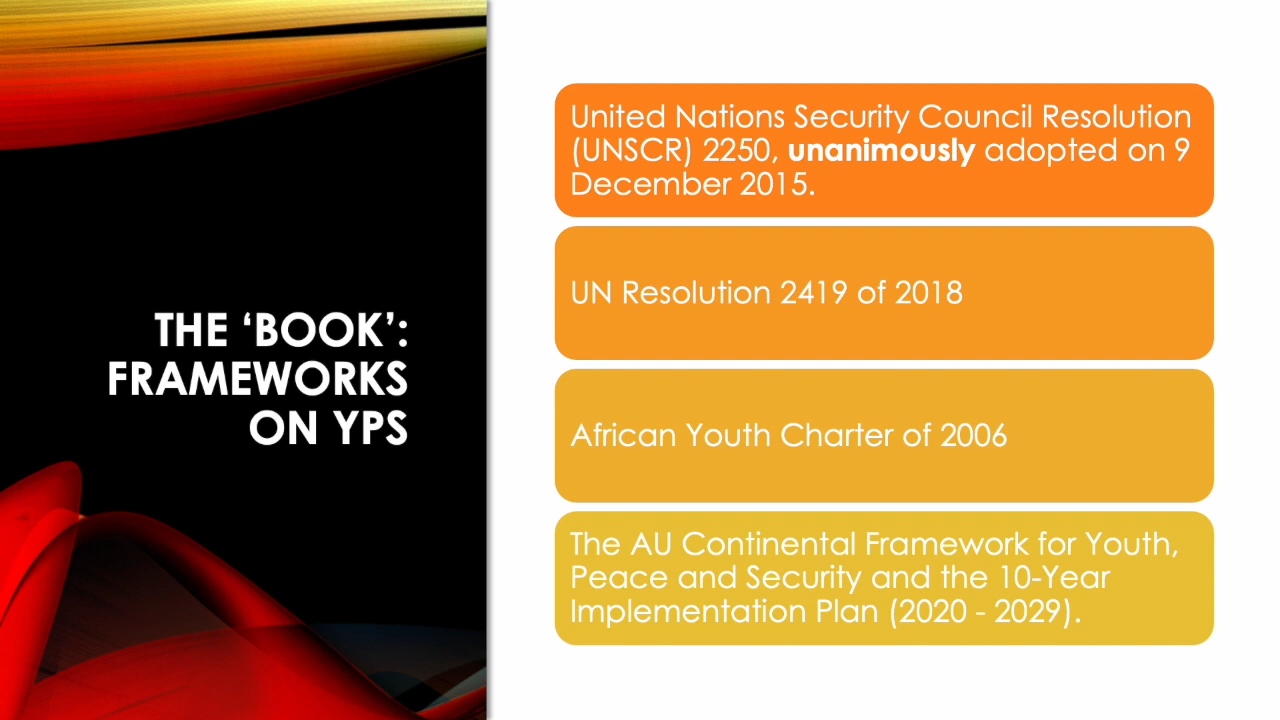 THE ‘BOOK’:
FRAMEWORKS
ON YPS
United Nations Security Council Resolution
(UNSCR) 2250, unanimously adopted on 9
December 2015.
UN Resolution 2419 of 2018
African Youth Charter of 2006
The AU Continental Framework for Youth,
Peace and Security and the 10-Year
Implementation Plan (2020 - 2029).